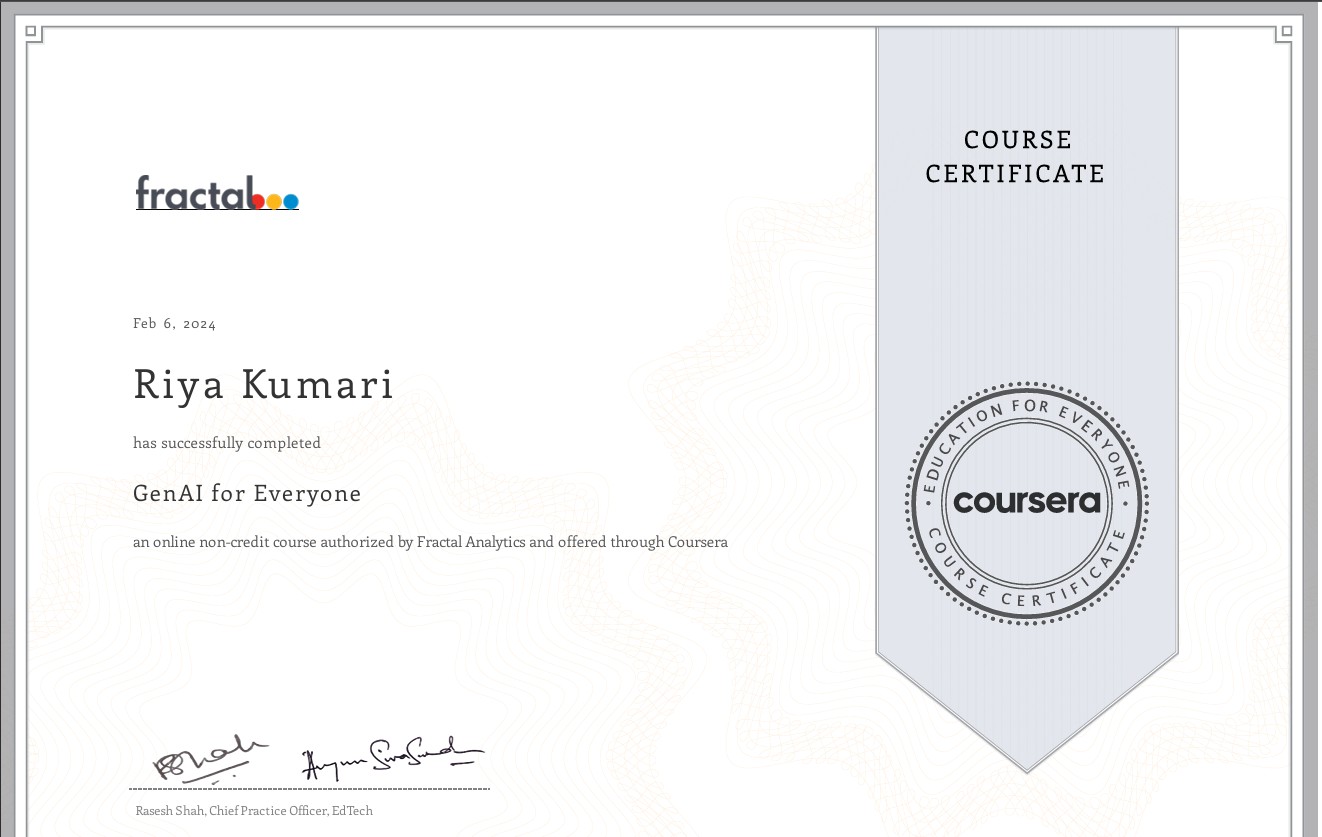 COURSE
CERTIFICATE
fractal
Feb 6, 2024
Riya Kumari
has successfully completed
GenAI for Everyone
an online non-credit course authorized by Fractal Analytics and offered through Coursera
EDUCATION FOR EVERYONE
coursera
COURSE CERTIFICATE
Rasesh Shah, Chief Practice Officer, EdTech